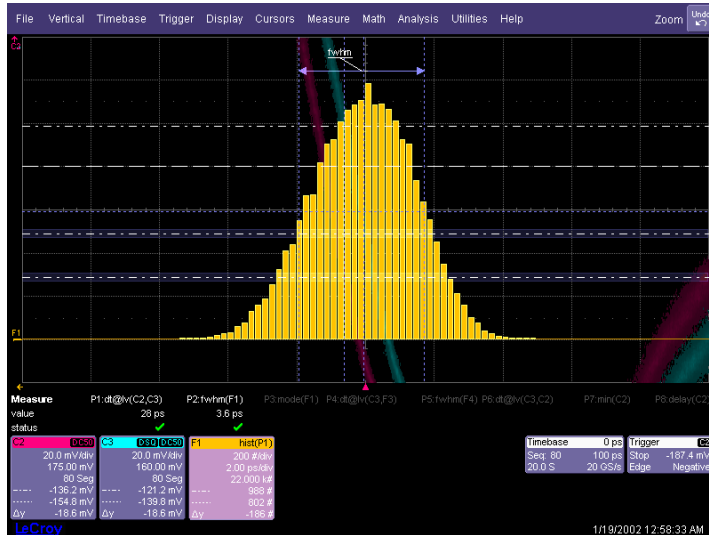 File Vertical Timebase Trigger Display Cursors Measure Math Analysis Utilities Help Zoom Undo
C3
fwhm
F1
Measure P1:dt@lv(C2,C3) P2:fwhm(F1) P3:mode(F1) P4:dt@lv(C3,F3) P5:fwhm(F4) P6:dt@lv(C3,C2) P7:min(C2) P8:delay(C2)
value 28 ps 3.6 ps
status
C2 DC50
20.0 mV/div
175.00 mV
80 Seg
-136.2 mV
-154.8 mV
Δy -18.6 mV
C3 DSQ DC50
20.0 mV/div
160.00 mV
80 Seg
-121.2 mV
-139.8 mV
Δy -18.6 mV
F1 hist(P1)
200 #/div
2.00 ps/div
22.000 k#
988 #
802 #
Δy -186 #
Timebase 0 ps
Seq: 80 100 ps
20.0 S 20 GS/s
Trigger C2
Stop -187.4 mV
Edge Negative
LeCroy
1/19/2002 12:58:33 AM